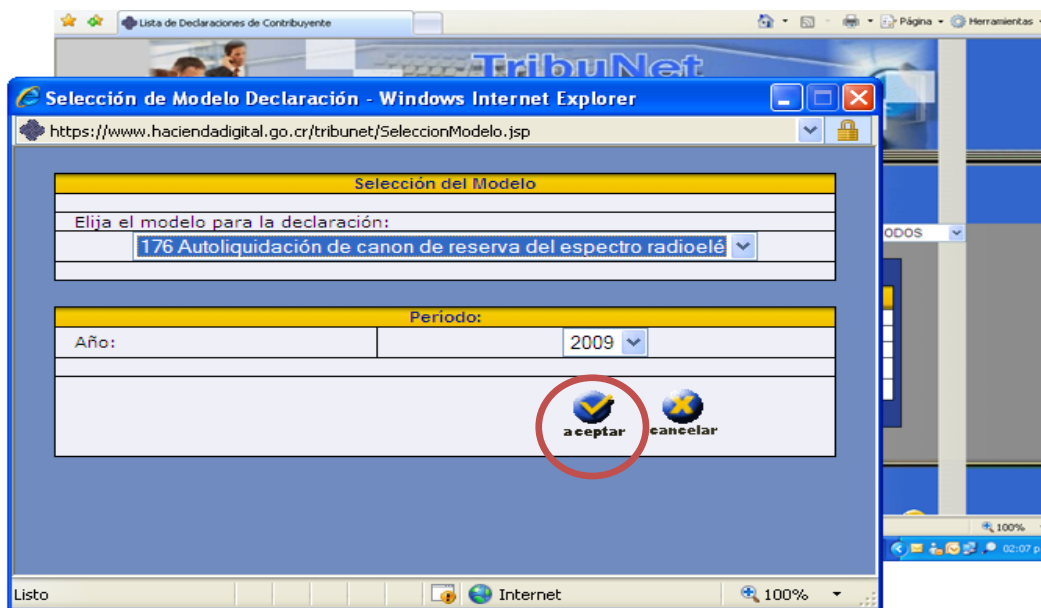 Lista de Declaraciones de Contribuyente
Página
Herramientas
TribuNet
Selección de Modelo Declaración - Windows Internet Explorer
https://www.haciendadigital.go.cr/tribunet/SeleccionModelo.jsp
Selección del Modelo
Elija el modelo para la declaración:
176 Autoliquidación de canon de reserva del espectro radioelé
ODOS
Período:
Año:
2009
aceptar
cancelar
100%
02:07 p
Listo
Internet
100%